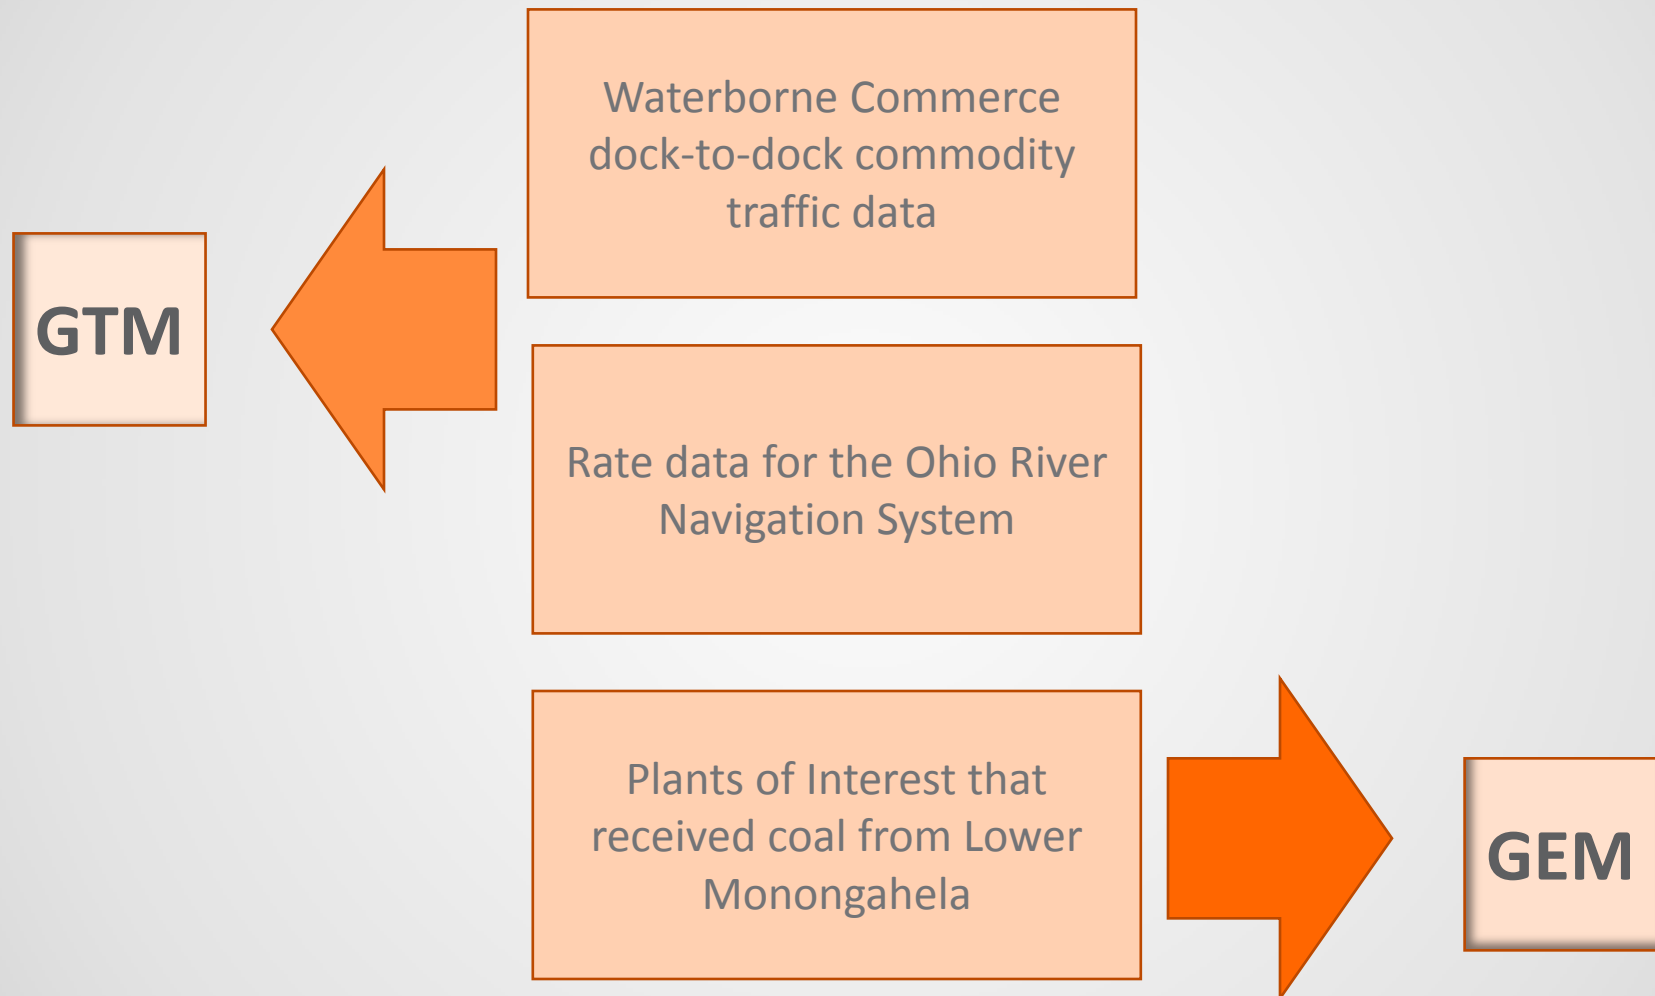 Waterborne Commerce
dock-to-dock commodity
traffic data
GTM
Rate data for the Ohio River
Navigation System
Plants of Interest that
received coal from Lower
Monongahela
GEM